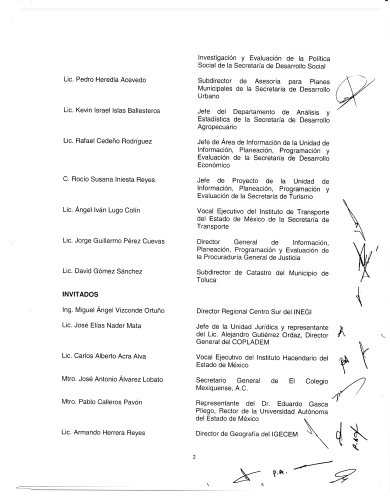 Investigación y Evaluación de la Política
Social de la Secretaría de Desarrollo Social
Lic. Pedro Heredia Acevedo
Subdirector de Asesoría para Planes
Municipales de la Secretaría de Desarrollo
Urbano
Lic. Kevin Israel Islas Ballesteros
Jefe del Departamento de Análisis y
Estadística de la Secretaría de Desarrollo
Agropecuario
Lic. Rafael Cedeño Rodríguez
Jefe de Área de Información de la Unidad de
Información, Planeación, Programación y
Evaluación de la Secretaría de Desarrollo
Económico
C. Rocío Susana Iniesta Reyes
Jefe de Proyecto de la Unidad de
Información, Planeación, Programación y
Evaluación de la Secretaría de Turismo
Lic. Ángel Iván Lugo Colín
Vocal Ejecutivo del Instituto de Transporte
del Estado de México de la Secretaría de
Transporte
Lic. Jorge Guillermo Pérez Cuevas
Director General de Información,
Planeación, Programación y Evaluación de
la Procuraduría General de Justicia
Lic. David Gómez Sánchez
Subdirector de Catastro del Municipio de
Toluca
INVITADOS
Ing. Miguel Ángel Vizconde Ortuño
Director Regional Centro Sur del INEGI
Lic. José Elías Nader Mata
Jefe de la Unidad Jurídica y representante
del Lic. Alejandro Gutiérrez Ordaz, Director
General del COPLADEM
Lic. Carlos Alberto Acra Alva
Vocal Ejecutivo del Instituto Hacendario del
Estado de México
Mtro. José Antonio Álvarez Lobato
Secretario General de El Colegio
Mexiquense, A.C.
Mtro. Pablo Calleros Pavón
Representante del Dr. Eduardo Gasca
Pliego, Rector de la Universidad Autónoma
del Estado de México
Lic. Armando Herrera Reyes
Director de Geografía del IGECEM
2
P.A.